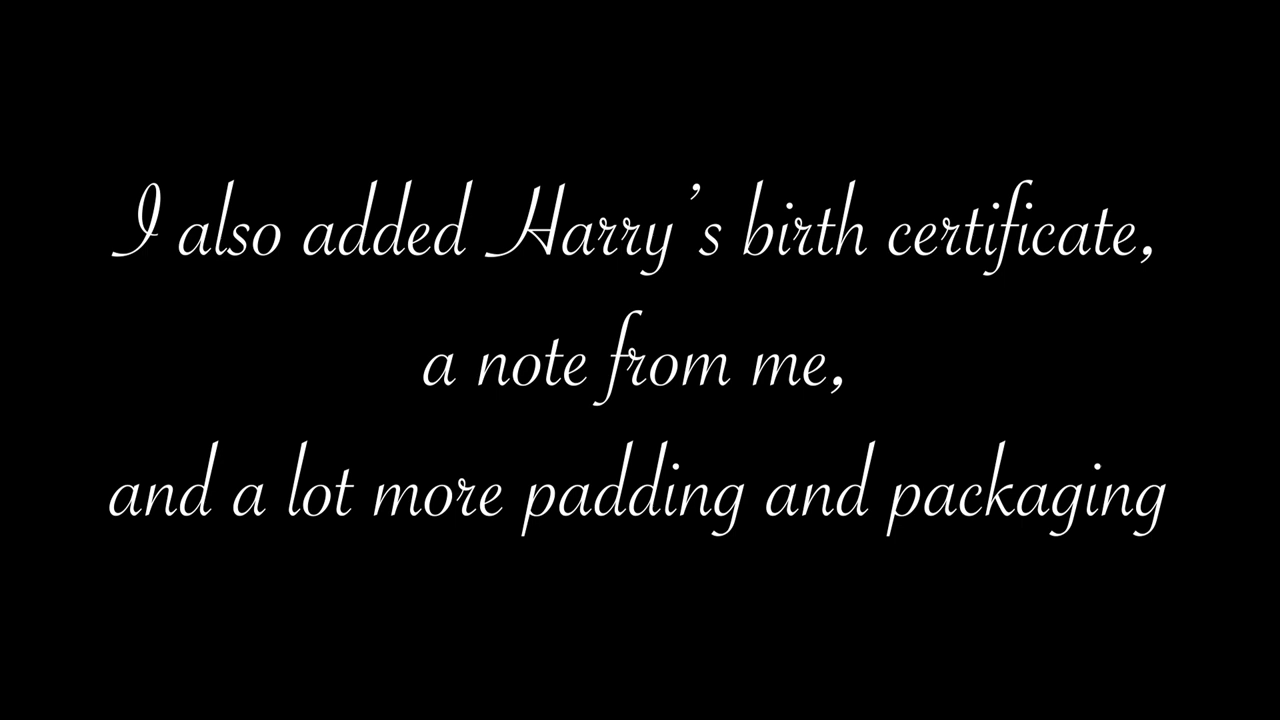 I also added Harry’s birth certificate,
a note from me,
and a lot more padding and packaging